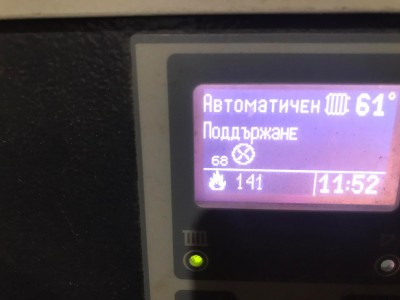 Автоматичен 61°
Поддържане
68
141 11:52